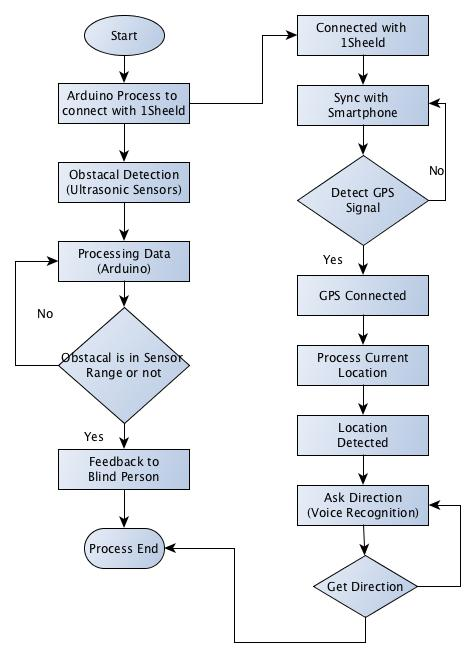 Start
Arduino Process to
connect with 1Sheeld
Obstacal Detection
(Ultrasonic Sensors)
Processing Data
(Arduino)
No
Obstacal is in Sensor
Range or not
Yes
Feedback to
Blind Person
Process End
Connected with
1Sheeld
Sync with
Smartphone
No
Detect GPS
Signal
Yes
GPS Connected
Process Current
Location
Location
Detected
Ask Direction
(Voice Recognition)
Get Direction